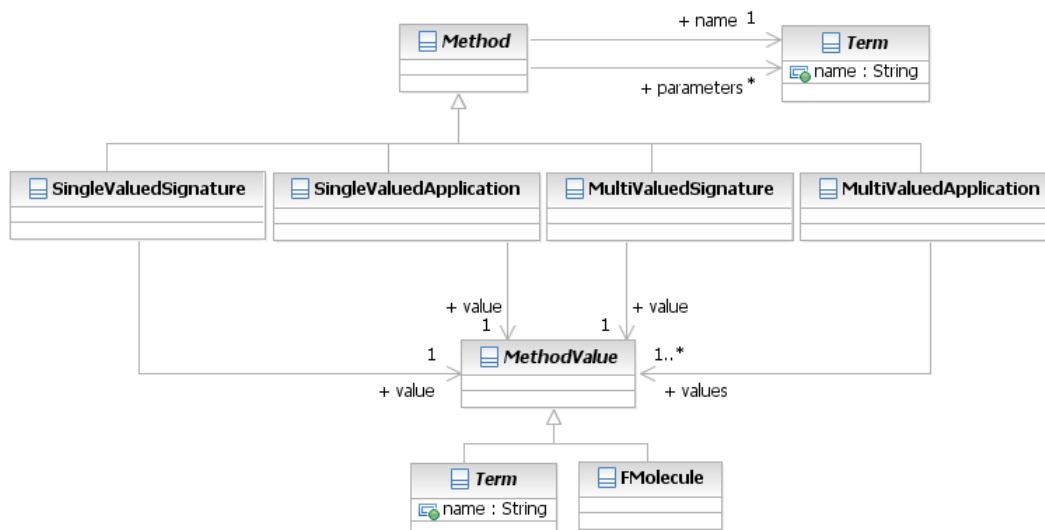 + name 1
Method
Term
name : String
+ parameters *
SingleValuedSignature
SingleValuedApplication
MultiValuedSignature
MultiValuedApplication
+ value
1
+ value
1
1
+ value
MethodValue
1..*
+ values
Term
name : String
FMolecule